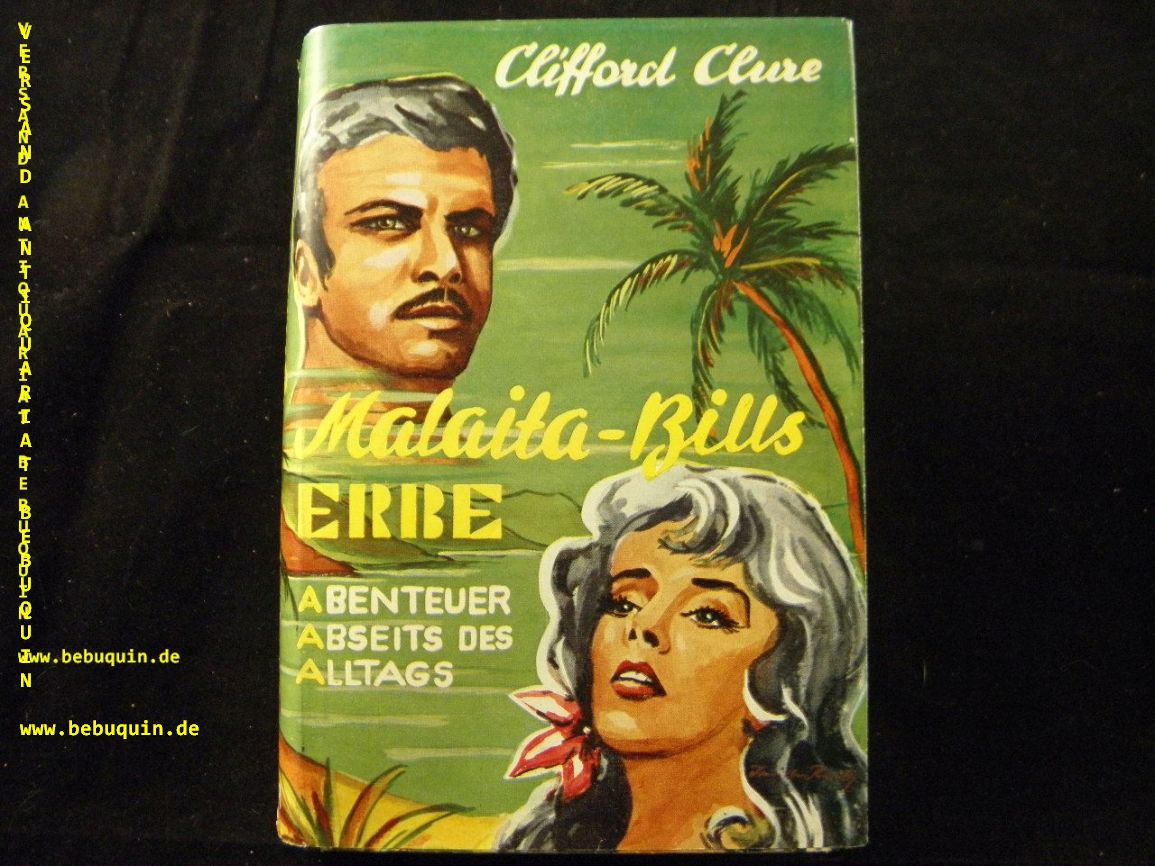 Clifford Clure
Malaita-Bills
ERBE
ABENTEUER
ABSEITS DES
ALLTAGS
VERSAND ANTIQUARIAT BEBUQUIN
www.bebuquin.de
www.bebuquin.de